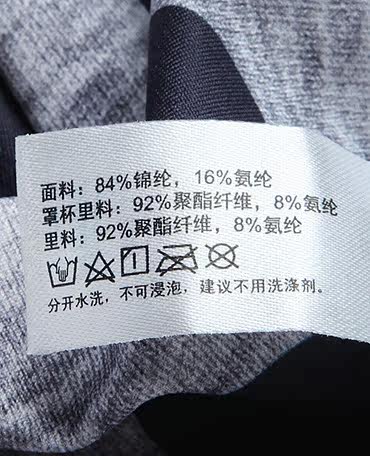 面料：84%锦纶，16%氨纶
罩杯里料：92%聚酯纤维，8%氨纶
里料：92%聚酯纤维，8%氨纶
分开水洗，不可浸泡，建议不用洗涤剂。